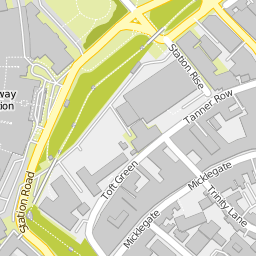 Station Rise
way
tion
Tanner Row
Toft Green
Micklegate
Station Road
Micklegate
Trinity Lane